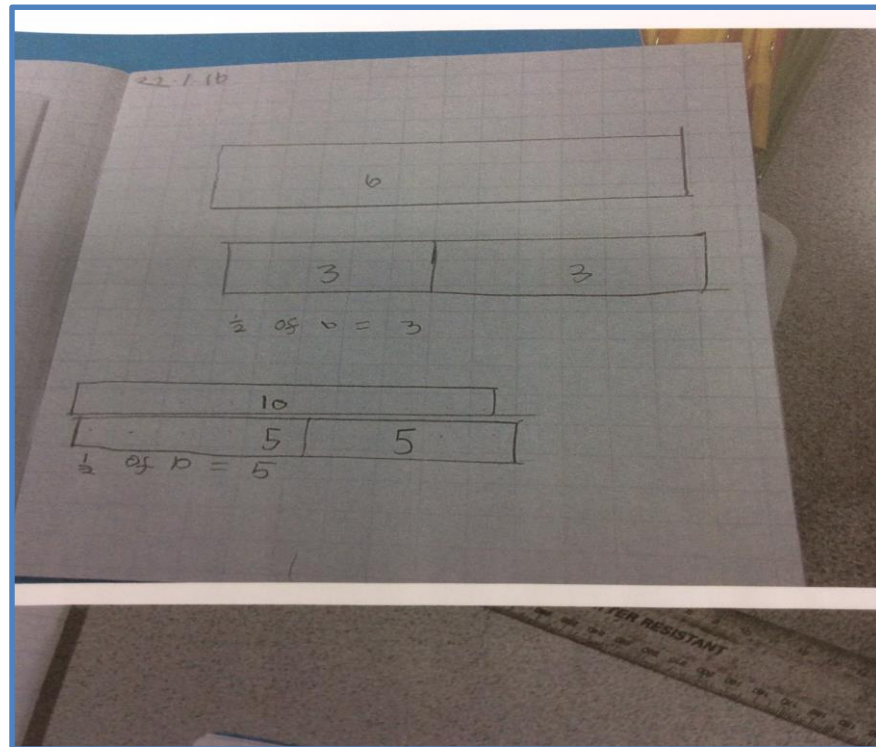 22.1.16
6
3 3
½ of 6 = 3
10
5 5
½ of 10 = 5
RESISTANT